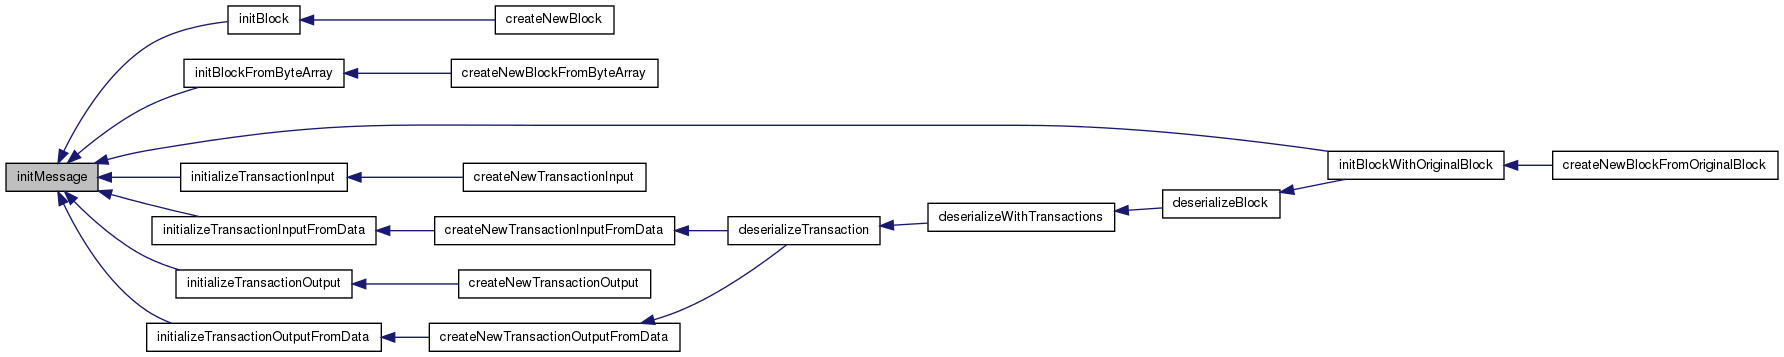 initBlock
createNewBlock
initBlockFromByteArray
createNewBlockFromByteArray
initBlockWithOriginalBlock
createNewBlockFromOriginalBlock
initMessage
initializeTransactionInput
createNewTransactionInput
deserializeBlock
deserializeWithTransactions
initializeTransactionInputFromData
createNewTransactionInputFromData
deserializeTransaction
initializeTransactionOutput
createNewTransactionOutput
initializeTransactionOutputFromData
createNewTransactionOutputFromData